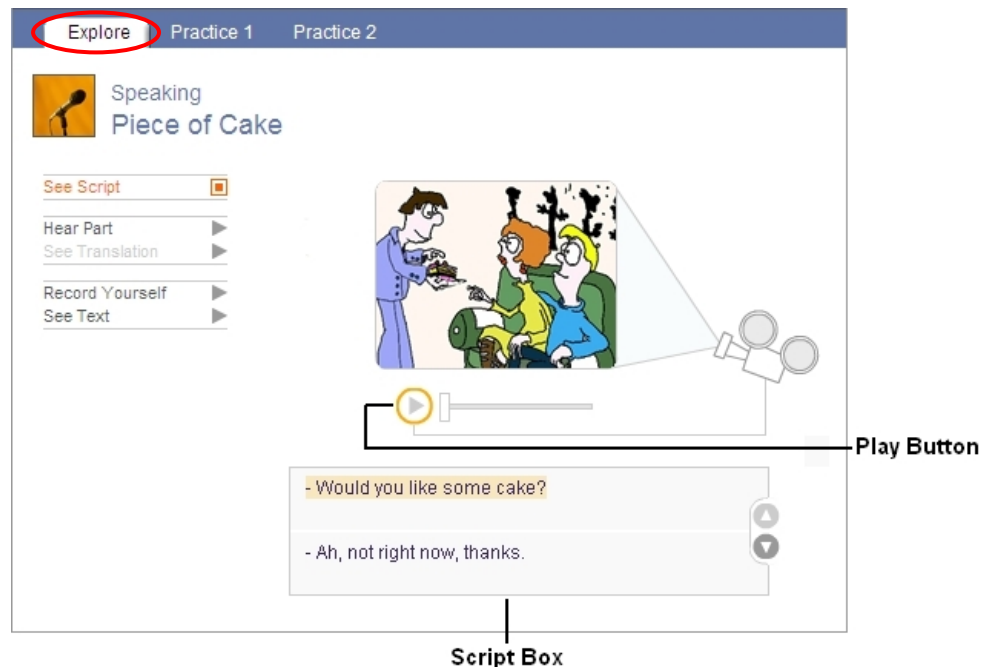 Explore Practice 1 Practice 2
Speaking
Piece of Cake
See Script
Hear Part
See Translation
Record Yourself
See Text
Play Button
- Would you like some cake?
- Ah, not right now, thanks.
Script Box